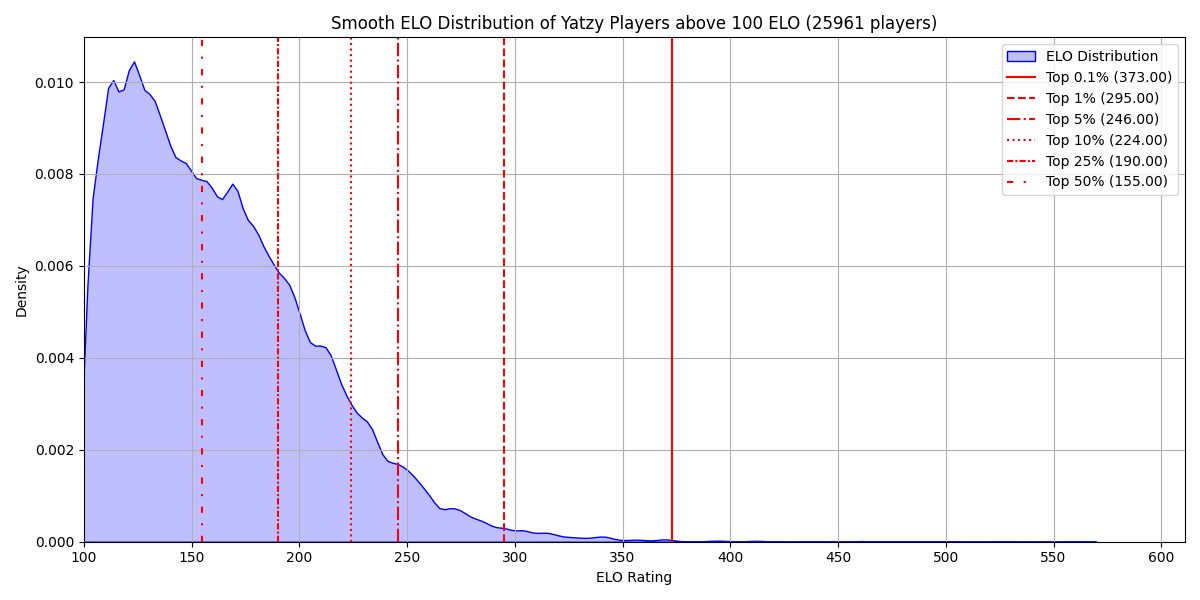 Smooth ELO Distribution of Yatzy Players above 100 ELO (25961 players)
ELO Distribution
Top 0.1% (373.00)
Top 1% (295.00)
Top 5% (246.00)
Top 10% (224.00)
Top 25% (190.00)
Top 50% (155.00)
Density
0.010
0.008
0.006
0.004
0.002
0.000
100 150 200 250 300 350 400 450 500 550 600
ELO Rating